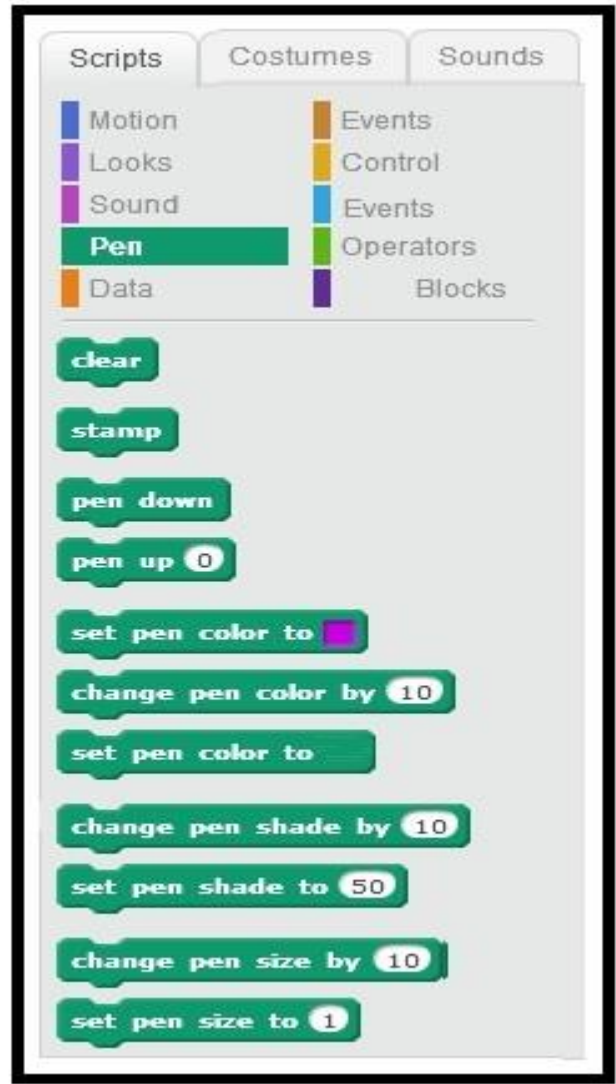 Scripts Costumes Sounds
Motion Events
Looks Control
Sound Events
Pen Operators
Data Blocks
clear
stamp
pen down
pen up 0
set pen color to
change pen color by 10
set pen color to
change pen shade by 10
set pen shade to 50
change pen size by 10
set pen size to 1